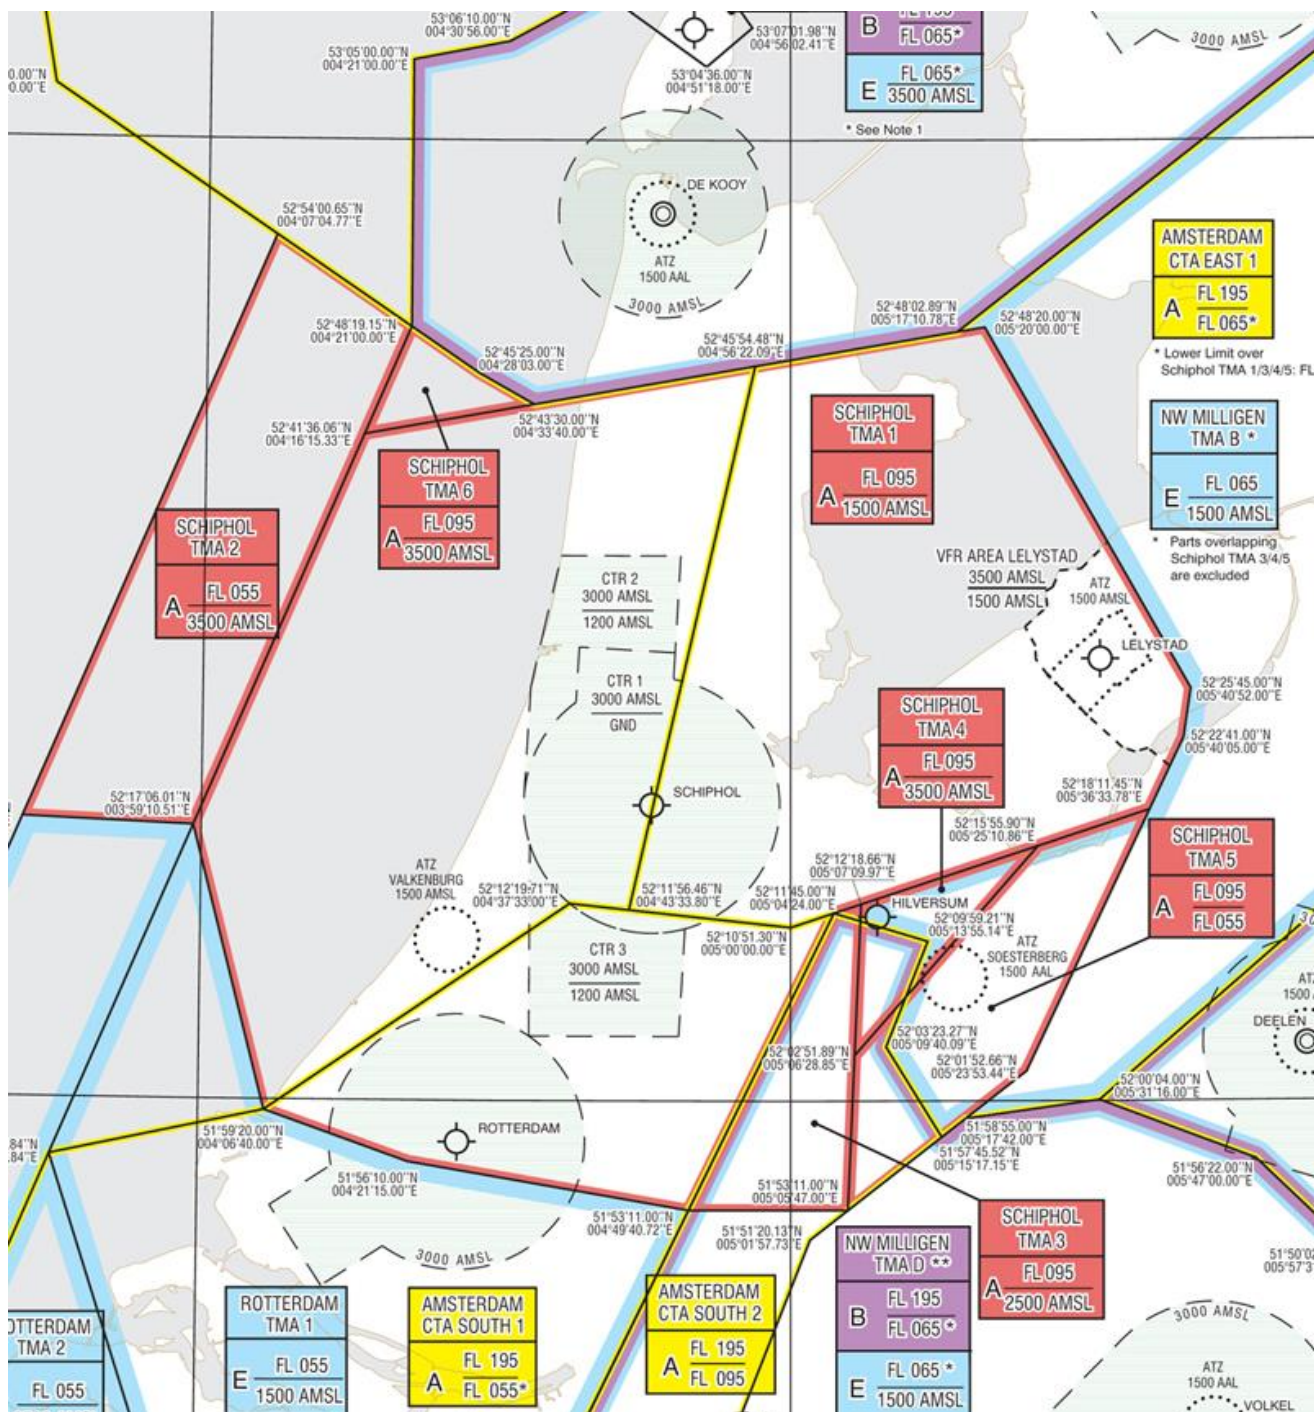 53°06'10.00''N
004°30'56.00''E
53°05'00.00''N
004°21'00.00''E
0.00''N
0.00''E
53°07'01.98''N
004°56'02.41''E
53°04'36.00''N
004°51'18.00''E
B
FL 065*
E
FL 065*
3500 AMSL
* See Note 1
3000 AMSL
DE KOOY
ATZ
1500 AAL
3000 AMSL
52°54'00.65''N
004°07'04.77''E
AMSTERDAM
CTA EAST 1
A
FL 195
FL 065*
* Lower Limit over
Schiphol TMA 1/3/4/5: FL
52°48'19.15''N
004°21'00.00''E
52°45'25.00''N
004°28'03.00''E
52°45'54.48''N
004°56'22.09''E
52°48'02.89''N
005°17'10.78''E
52°48'20.00''N
005°20'00.00''E
52°41'36.06''N
004°16'15.33''E
52°43'30.00''N
004°33'40.00''E
SCHIPHOL
TMA 1
A
FL 095
1500 AMSL
NW MILLIGEN
TMA B *
E
FL 065
1500 AMSL
* Parts overlapping
Schiphol TMA 3/4/5
are excluded
SCHIPHOL
TMA 6
A
FL 095
3500 AMSL
SCHIPHOL
TMA 2
A
FL 055
3500 AMSL
CTR 2
3000 AMSL
1200 AMSL
VFR AREA LELYSTAD
3500 AMSL
1500 AMSL
ATZ
1500 AMSL
LELYSTAD
CTR 1
3000 AMSL
GND
52°25'45.00''N
005°40'52.00''E
SCHIPHOL
TMA 4
A
FL 095
3500 AMSL
52°22'41.00''N
005°40'05.00''E
52°17'06.01''N
003°59'10.51''E
SCHIPHOL
52°18'11.45''N
005°36'33.78''E
52°15'55.90''N
005°25'10.86''E
SCHIPHOL
TMA 5
A
FL 095
FL 055
ATZ
VALKENBURG
1500 AMSL
52°12'19.71''N
004°37'33.00''E
52°11'56.46''N
004°43'33.80''E
52°12'18.66''N
005°07'09.97''E
52°11'45.00''N
005°04'24.00''E
HILVERSUM
52°10'51.30''N
005°00'00.00''E
52°09'59.21''N
005°13'55.14''E
ATZ
SOESTERBERG
1500 AAL
CTR 3
3000 AMSL
1200 AMSL
DEELEN
52°02'51.89''N
005°06'28.85''E
52°03'23.27''N
005°09'40.09''E
52°01'52.66''N
005°23'53.44''E
52°00'04.00''N
005°31'16.00''E
51°59'20.00''N
004°06'40.00''E
.84''N
.84''E
ROTTERDAM
51°58'55.00''N
005°17'42.00''E
51°57'45.52''N
005°15'17.15''E
51°56'10.00''N
004°21'15.00''E
51°56'22.00''N
005°47'00.00''E
51°53'11.00''N
005°05'47.00''E
51°53'11.00''N
004°49'40.72''E
51°51'20.13''N
005°01'57.73''E
3000 AMSL
SCHIPHOL
TMA 3
A
FL 095
2500 AMSL
NW MILLIGEN
TMA D **
B
FL 195
FL 065 *
E
FL 065 *
1500 AMSL
OTTERDAM
TMA 2
FL 055
ROTTERDAM
TMA 1
E
FL 055
1500 AMSL
AMSTERDAM
CTA SOUTH 1
A
FL 195
FL 055*
AMSTERDAM
CTA SOUTH 2
A
FL 195
FL 095
3000 AMSL
ATZ
1500 AAL
VOLKEL